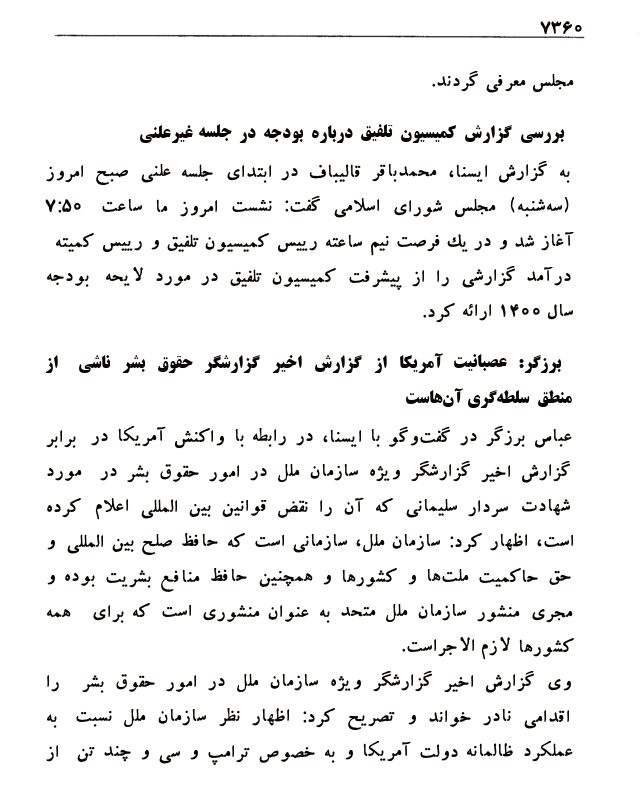 ۷۳۶۰
مجلس معرفی گردند.
بررسی گزارش کمیسیون تلفیق درباره بودجه در جلسه غیرعلنی
به گزارش ایسنا، محمدباقر قالیباف در ابتدای جلسه علنی صبح امروز
(سه‌شنبه) مجلس شورای اسلامی گفت: نشست امروز ما ساعت ۷:۵۰
آغاز شد و در یك فرصت نیم ساعته رییس کمیسیون تلفیق و رییس کمیته
درآمد گزارشی را از پیشرفت کمیسیون تلفیق در مورد لایحه بودجه
سال ۱۴۰۰ ارائه کرد.
برزگر: عصبانیت آمریکا از گزارش اخیر گزارشگر حقوق بشر ناشی از
منطق سلطه‌گری آن‌هاست
عباس برزگر در گفت‌وگو با ایسنا، در رابطه با واکنش آمریکا در برابر
گزارش اخیر گزارشگر ویژه سازمان ملل در امور حقوق بشر در مورد
شهادت سردار سلیمانی که آن را نقض قوانین بین المللی اعلام کرده
است، اظهار کرد: سازمان ملل، سازمانی است که حافظ صلح بین المللی و
حق حاکمیت ملت‌ها و کشورها و همچنین حافظ منافع بشریت بوده و
مجری منشور سازمان ملل متحد به عنوان منشوری است که برای همه
کشورها لازم الاجراست.
وی گزارش اخیر گزارشگر ویژه سازمان ملل در امور حقوق بشر را
اقدامی نادر خواند و تصریح کرد: اظهار نظر سازمان ملل نسبت به
عملکرد ظالمانه دولت آمریکا و به خصوص ترامپ و سی و چند تن از